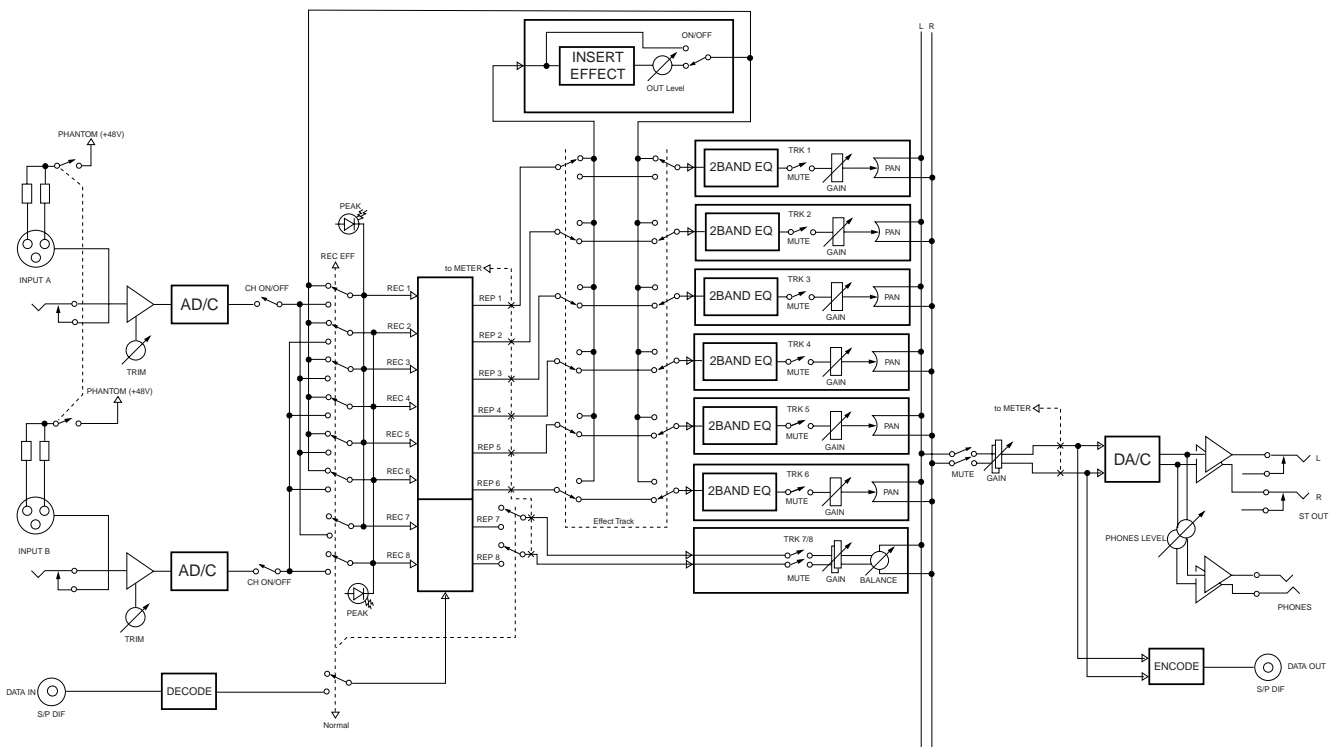 L R
ON/OFF
INSERT
EFFECT
OUT Level
PHANTOM (+48V)
INPUT A
TRIM
AD/C
CH ON/OFF
PEAK
REC EFF
to METER
REC 1
REC 2
REC 3
REC 4
REC 5
REC 6
REC 7
REC 8
REP 1
REP 2
REP 3
REP 4
REP 5
REP 6
REP 7
REP 8
PEAK
Effect Track
TRK 1
2BAND EQ
MUTE
GAIN
PAN
TRK 2
2BAND EQ
MUTE
GAIN
PAN
TRK 3
2BAND EQ
MUTE
GAIN
PAN
TRK 4
2BAND EQ
MUTE
GAIN
PAN
TRK 5
2BAND EQ
MUTE
GAIN
PAN
TRK 6
2BAND EQ
MUTE
GAIN
PAN
TRK 7/8
MUTE
GAIN
BALANCE
PHANTOM (+48V)
INPUT B
TRIM
AD/C
CH ON/OFF
DATA IN
S/P DIF
DECODE
Normal
to METER
MUTE
GAIN
DA/C
L
R
ST OUT
PHONES LEVEL
PHONES
ENCODE
DATA OUT
S/P DIF